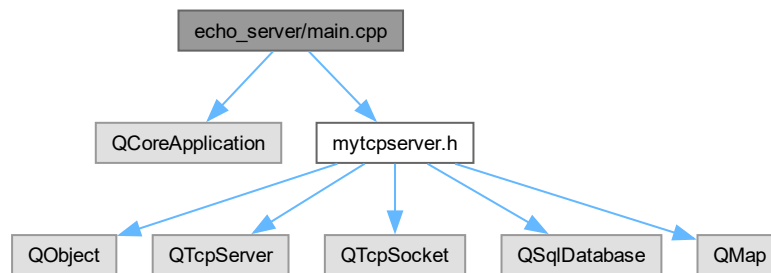 echo_server/main.cpp
QCoreApplication
mytcpserver.h
QObject
QTcpServer
QTcpSocket
QSqlDatabase
QMap